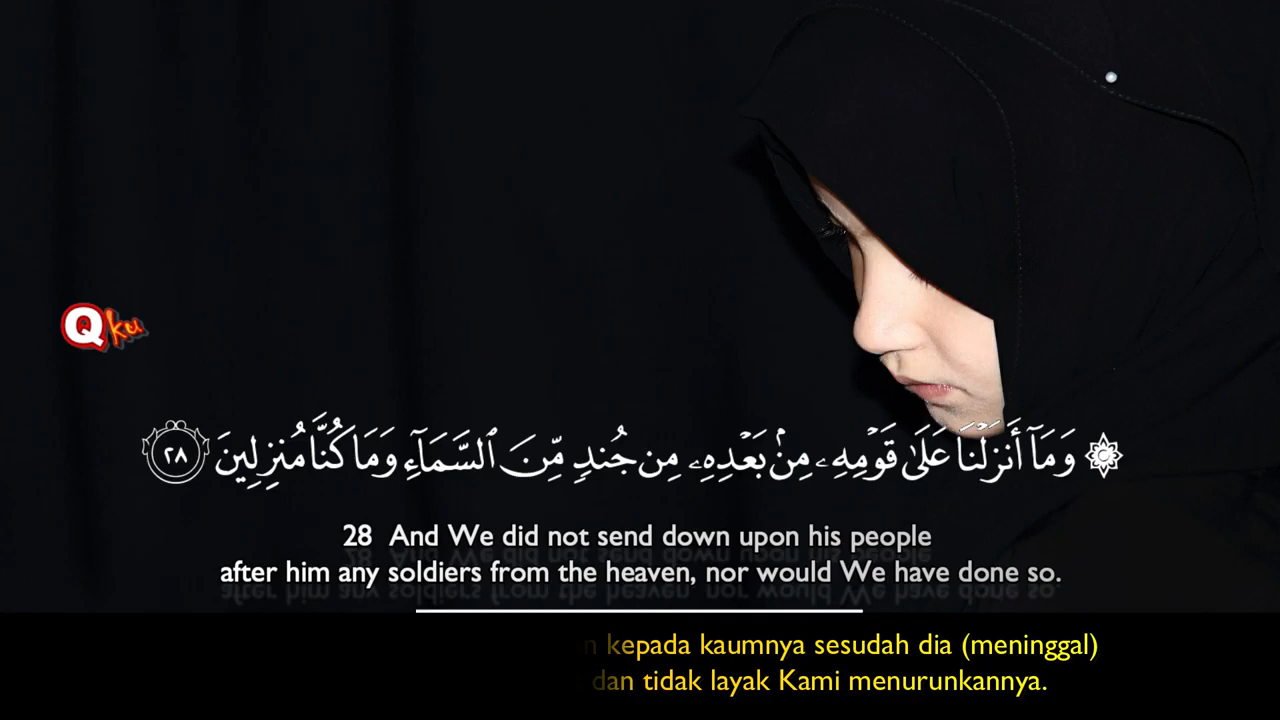 Qku
۞ وَمَآ أَنزَلْنَا عَلَىٰ قَوْمِهِۦ مِنۢ بَعْدِهِۦ مِن جُندٍ مِّنَ ٱلسَّمَآءِ وَمَا كُنَّا مُنزِلِينَ ٢٨
28 And We did not send down upon his people
after him any soldiers from the heaven, nor would We have done so.
kepada kaumnya sesudah dia (meninggal)
dan tidak layak Kami menurunkannya.